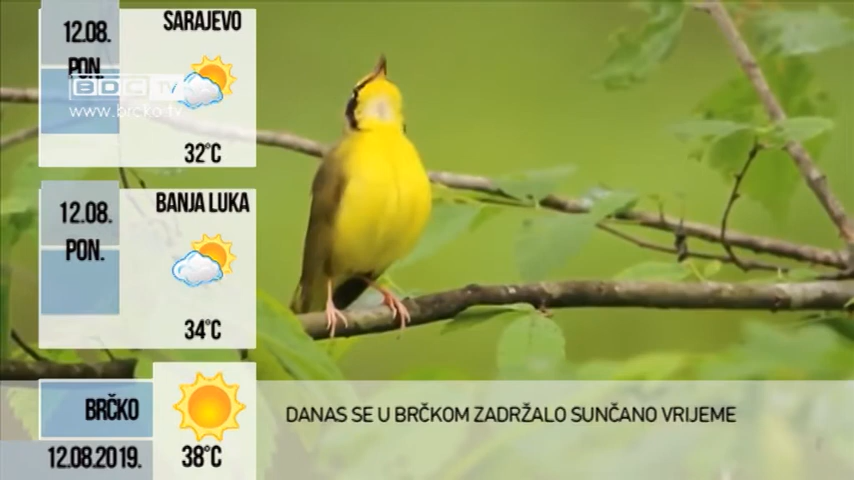 12.08.
PON.
SARAJEVO
32°C
BDC TV
www.brcko.tv
12.08.
PON.
BANJA LUKA
34°C
BRČKO
12.08.2019.
38°C
DANAS SE U BRČKOM ZADRŽALO SUNČANO VRIJEME